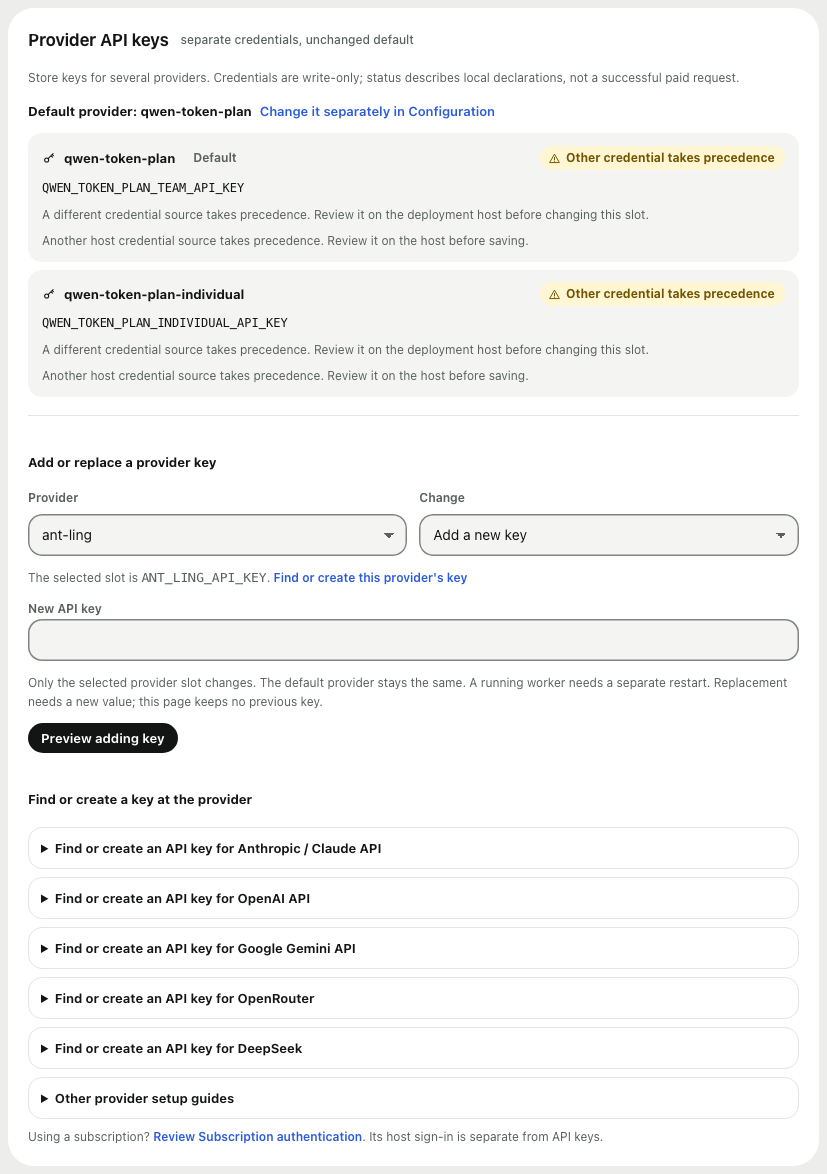 Provider API keys separate credentials, unchanged default
Store keys for several providers. Credentials are write-only; status describes local declarations, not a successful paid request.
Default provider: qwen-token-plan Change it separately in Configuration
qwen-token-plan Default Other credential takes precedence
QWEN_TOKEN_PLAN_TEAM_API_KEY
A different credential source takes precedence. Review it on the deployment host before changing this slot.
Another host credential source takes precedence. Review it on the host before saving.
qwen-token-plan-individual Other credential takes precedence
QWEN_TOKEN_PLAN_INDIVIDUAL_API_KEY
A different credential source takes precedence. Review it on the deployment host before changing this slot.
Another host credential source takes precedence. Review it on the host before saving.
Add or replace a provider key
Provider Change
ant-ling Add a new key
The selected slot is ANT_LING_API_KEY. Find or create this provider's key
New API key
Only the selected provider slot changes. The default provider stays the same. A running worker needs a separate restart. Replacement
needs a new value; this page keeps no previous key.
Preview adding key
Find or create a key at the provider
Find or create an API key for Anthropic / Claude API
Find or create an API key for OpenAI API
Find or create an API key for Google Gemini API
Find or create an API key for OpenRouter
Find or create an API key for DeepSeek
Other provider setup guides
Using a subscription? Review Subscription authentication. Its host sign-in is separate from API keys.